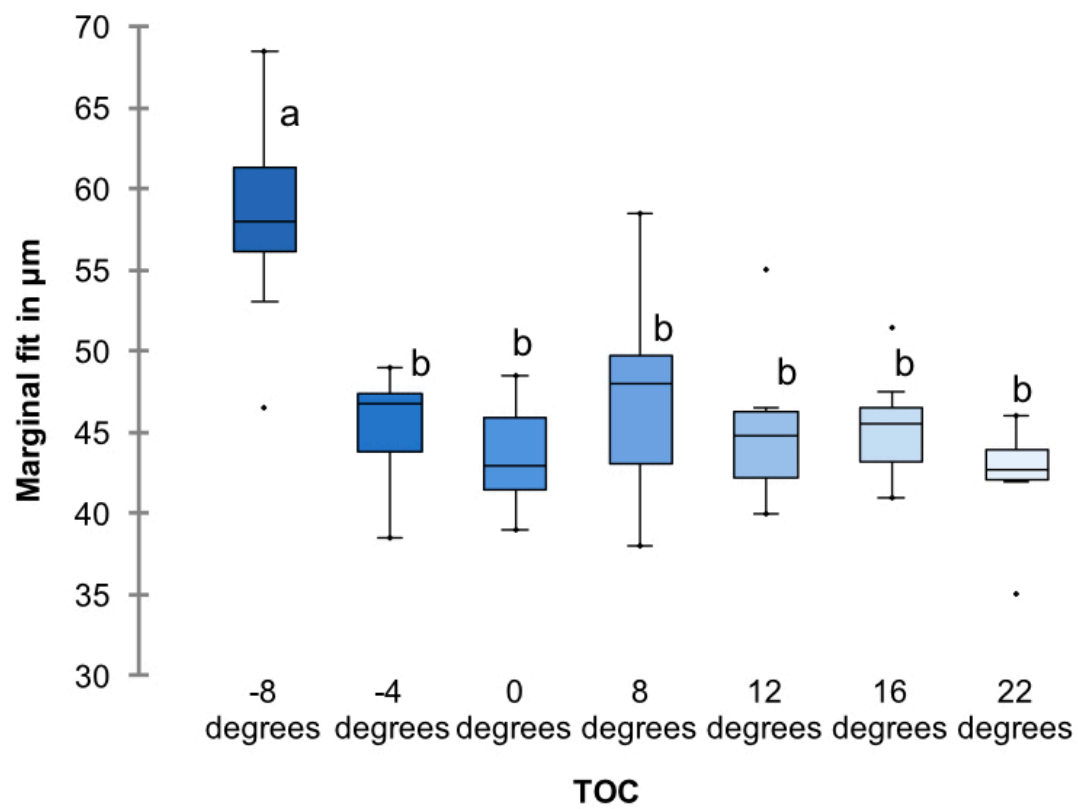 70
65
60
55
50
45
40
35
30
Marginal fit in µm
a
b
b
b
b
b
b
-8 degrees
-4 degrees
0 degrees
8 degrees
12 degrees
16 degrees
22 degrees
TOC